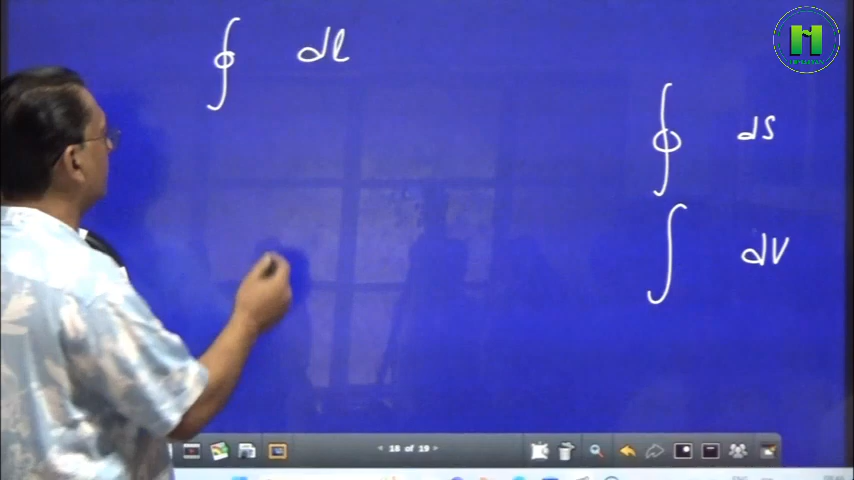 ∮ dl
∮ ds
∫ dV
18 of 19